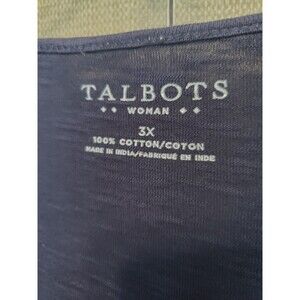 TALBOTS
WOMAN
3X
100% COTTON/COTON
MADE IN INDIA/FABRIQUÉ EN INDE